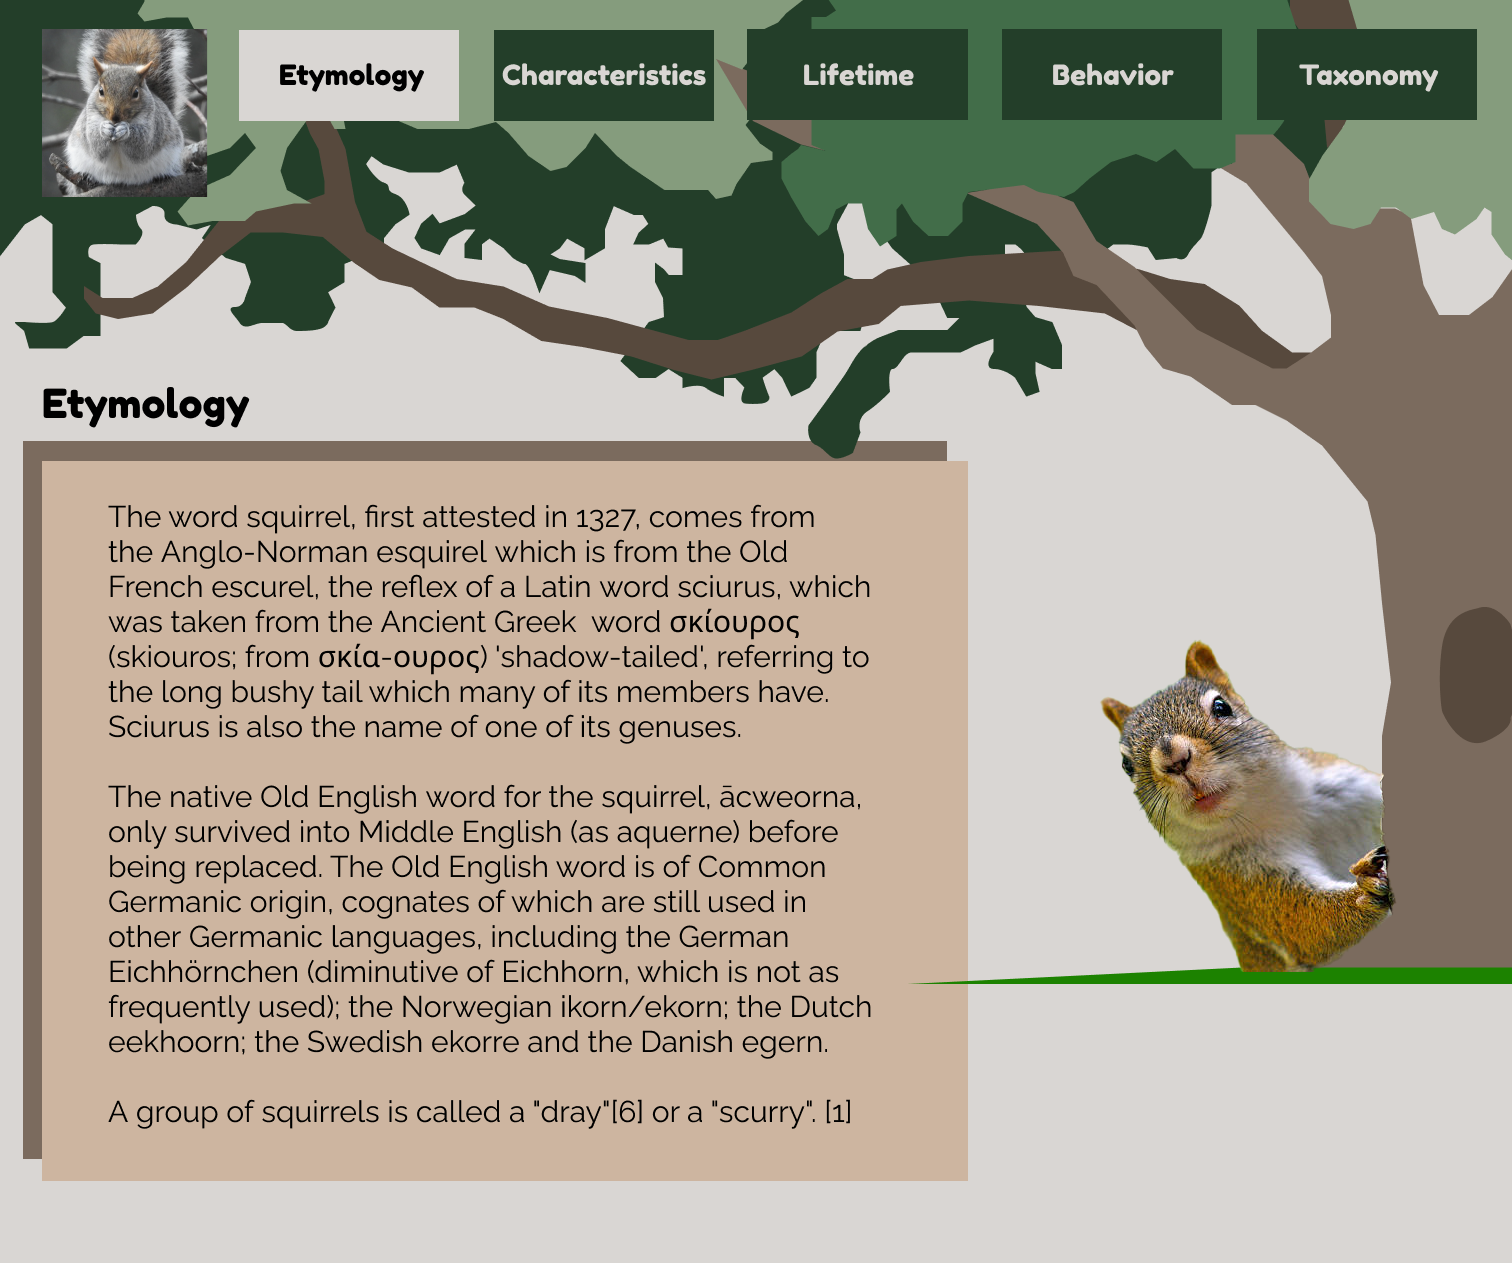 Etymology
Characteristics
Lifetime
Behavior
Taxonomy
Etymology
The word squirrel, first attested in 1327, comes from
the Anglo-Norman esquirel which is from the Old
French escurel, the reflex of a Latin word sciurus, which
was taken from the Ancient Greek  word σκίουρος
(skiouros; from σκία-ουρος) 'shadow-tailed', referring to
the long bushy tail which many of its members have.
Sciurus is also the name of one of its genuses.
The native Old English word for the squirrel, ācweorna,
only survived into Middle English (as aquerne) before
being replaced. The Old English word is of Common
Germanic origin, cognates of which are still used in
other Germanic languages, including the German
Eichhörnchen (diminutive of Eichhorn, which is not as
frequently used); the Norwegian ikorn/ekorn; the Dutch
eekhoorn; the Swedish ekorre and the Danish egern.
A group of squirrels is called a "dray"[6] or a "scurry". [1]